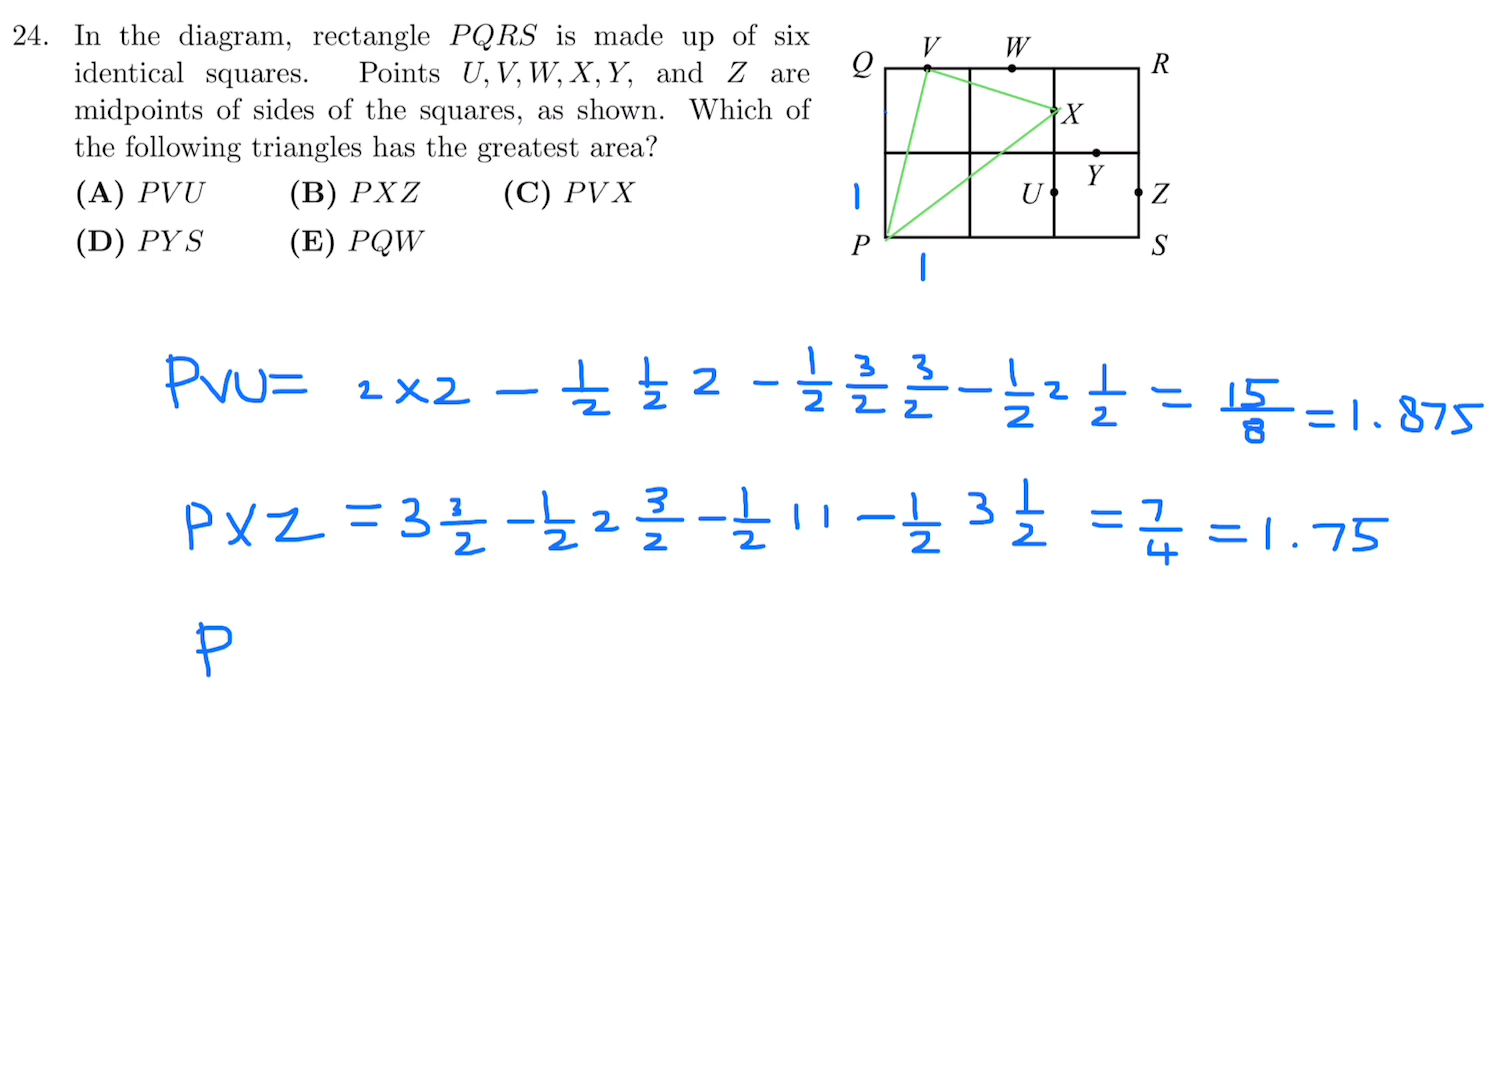 24. In the diagram, rectangle PQRS is made up of six
identical squares. Points U, V, W, X, Y, and Z are
midpoints of sides of the squares, as shown. Which of
the following triangles has the greatest area?
(A) PVU (B) PXZ (C) PVX
(D) PYS (E) PQW
Q V W R
X
Y
1 U Z
P S
1
PVU = 2 × 2 − 1/2 1/2 2 − 1/2 3/2 3/2 − 1/2 2 1/2 = 15/8 = 1.875
PXZ = 3 3/2 − 1/2 2 3/2 − 1/2 1 1 − 1/2 3 1/2 = 7/4 = 1.75
P